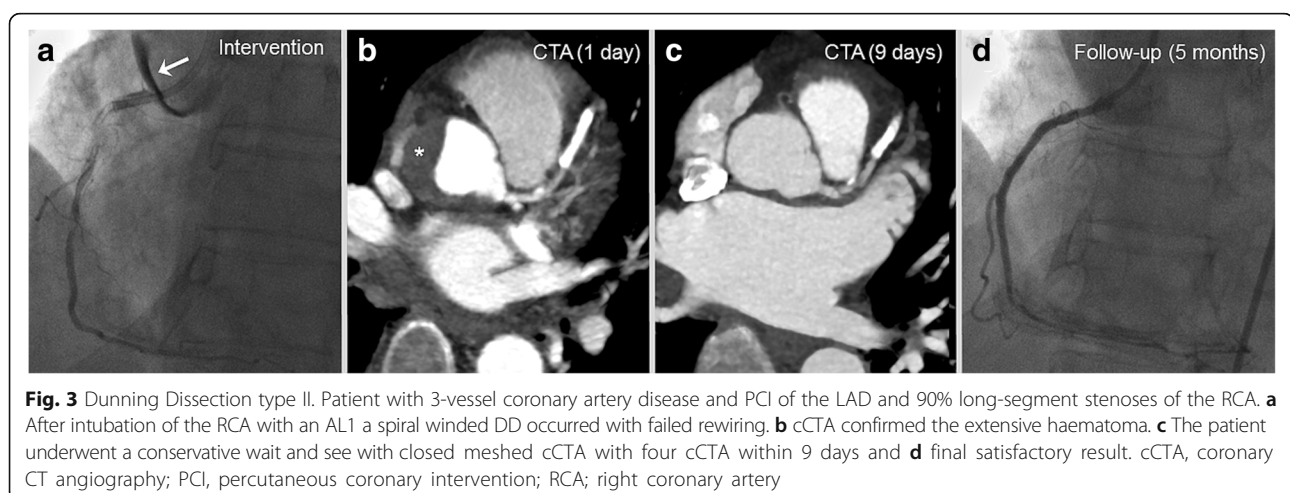 a Intervention
b CTA (1 day)
c CTA (9 days)
d Follow-up (5 months)
*
Fig. 3 Dunning Dissection type II. Patient with 3-vessel coronary artery disease and PCI of the LAD and 90% long-segment stenoses of the RCA. a
After intubation of the RCA with an AL1 a spiral winded DD occurred with failed rewiring. b cCTA confirmed the extensive haematoma. c The patient
underwent a conservative wait and see with closed meshed cCTA with four cCTA within 9 days and d final satisfactory result. cCTA, coronary
CT angiography; PCI, percutaneous coronary intervention; RCA; right coronary artery